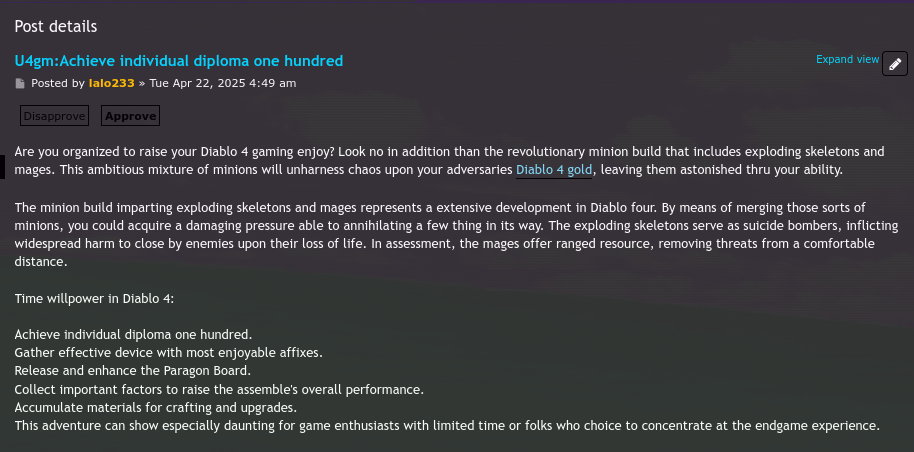 Post details
U4gm:Achieve individual diploma one hundred
Expand view
Posted by lalo233 » Tue Apr 22, 2025 4:49 am
Disapprove Approve
Are you organized to raise your Diablo 4 gaming enjoy? Look no in addition than the revolutionary minion build that includes exploding skeletons and
mages. This ambitious mixture of minions will unharness chaos upon your adversaries Diablo 4 gold, leaving them astonished thru your ability.
The minion build imparting exploding skeletons and mages represents a extensive development in Diablo four. By means of merging those sorts of
minions, you could acquire a damaging pressure able to annihilating a few thing in its way. The exploding skeletons serve as suicide bombers, inflicting
widespread harm to close by enemies upon their loss of life. In assessment, the mages offer ranged resource, removing threats from a comfortable
distance.
Time willpower in Diablo 4:
Achieve individual diploma one hundred.
Gather effective device with most enjoyable affixes.
Release and enhance the Paragon Board.
Collect important factors to raise the assemble's overall performance.
Accumulate materials for crafting and upgrades.
This adventure can show especially daunting for game enthusiasts with limited time or folks who choice to concentrate at the endgame experience.